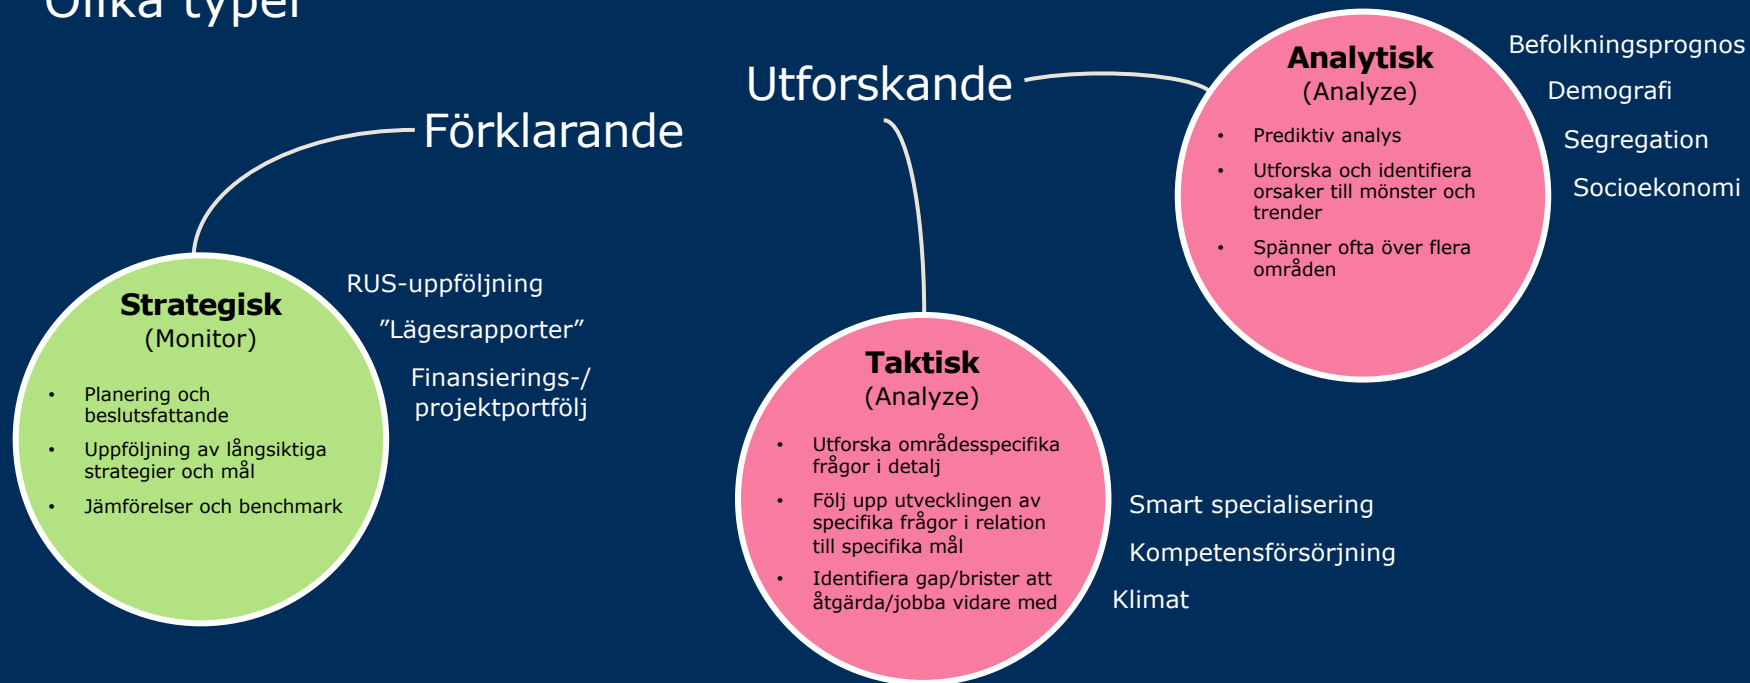 Olika typer
Förklarande
Strategisk
(Monitor)
• Planering och
beslutsfattande
• Uppföljning av långsiktiga
strategier och mål
• Jämförelser och benchmark
RUS-uppföljning
”Lägesrapporter”
Finansierings-/
projektportfölj
Utforskande
Taktisk
(Analyze)
• Utforska områdesspecifika
frågor i detalj
• Följ upp utvecklingen av
specifika frågor i relation
till specifika mål
• Identifiera gap/brister att
åtgärda/jobba vidare med
Smart specialisering
Kompetensförsörjning
Klimat
Analytisk
(Analyze)
• Prediktiv analys
• Utforska och identifiera
orsaker till mönster och
trender
• Spänner ofta över flera
områden
Befolkningsprognos
Demografi
Segregation
Socioekonomi